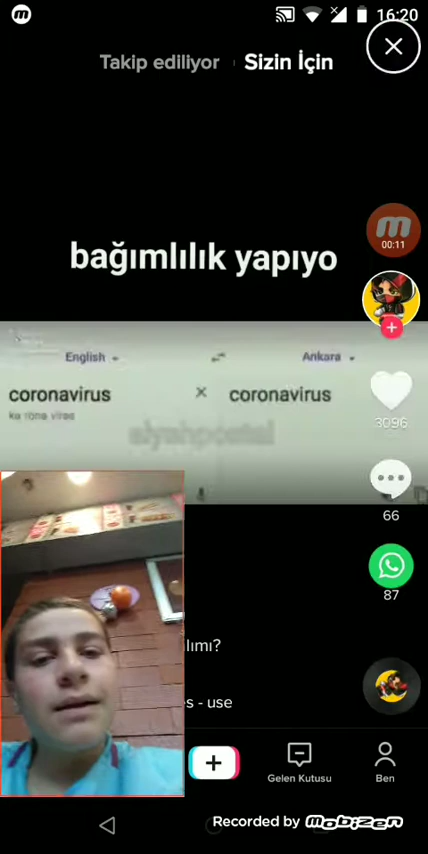 16:20
Takip ediliyor
Sizin İçin
00:11
bağımlılık yapıyo
English
Ankara
coronavirus
coronavirus
3096
66
87
lımı?
s - use
Gelen Kutusu
Ben
Recorded by mobizen